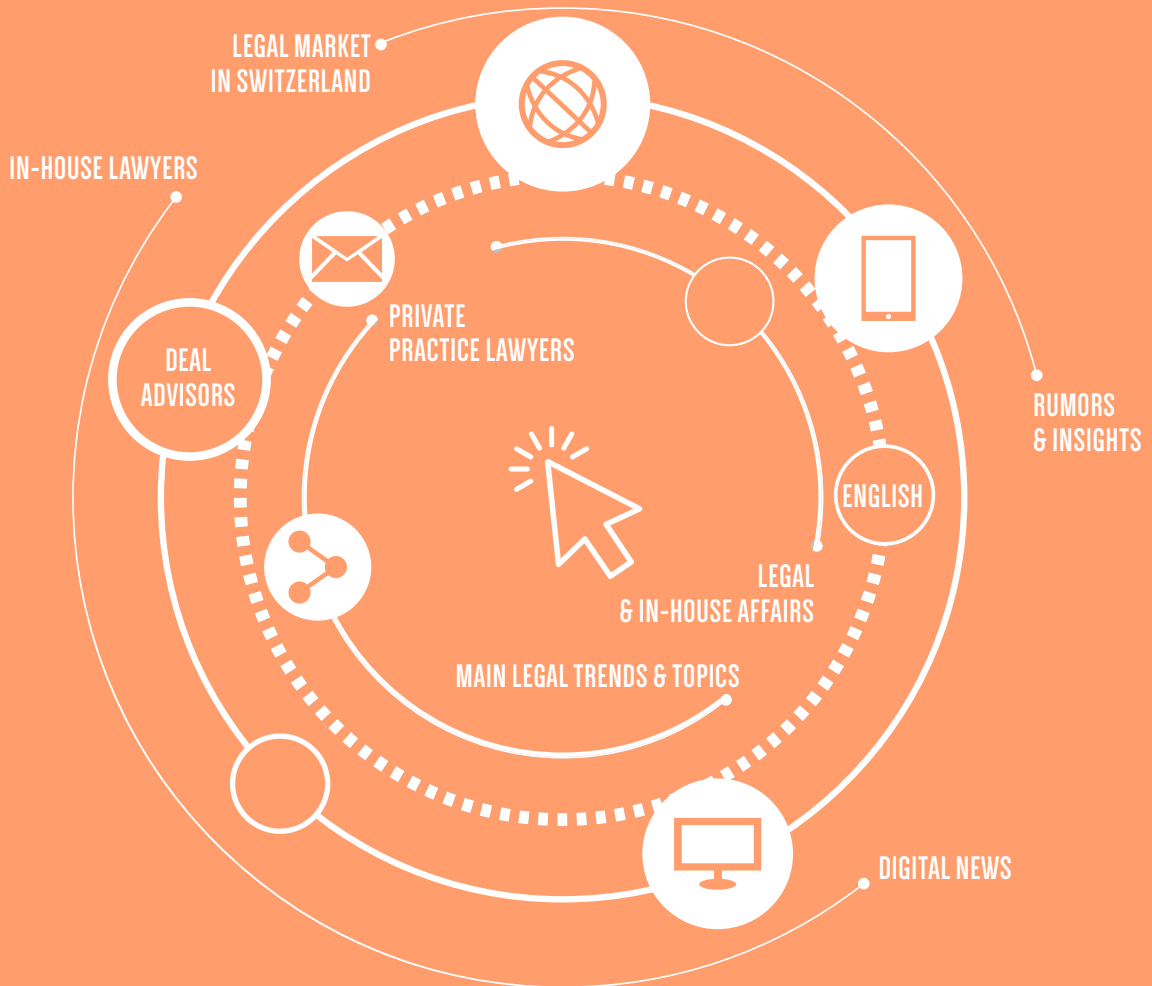 LEGAL MARKET
IN SWITZERLAND
IN-HOUSE LAWYERS
PRIVATE
PRACTICE LAWYERS
DEAL
ADVISORS
RUMORS
& INSIGHTS
ENGLISH
LEGAL
& IN-HOUSE AFFAIRS
MAIN LEGAL TRENDS & TOPICS
DIGITAL NEWS